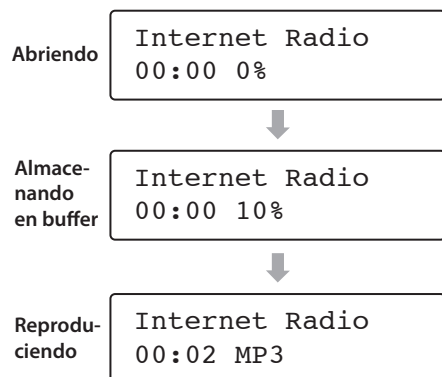 Abriendo
Internet Radio
00:00 0%
Almace-
nando
en buffer
Internet Radio
00:00 10%
Reprodu-
ciendo
Internet Radio
00:02 MP3